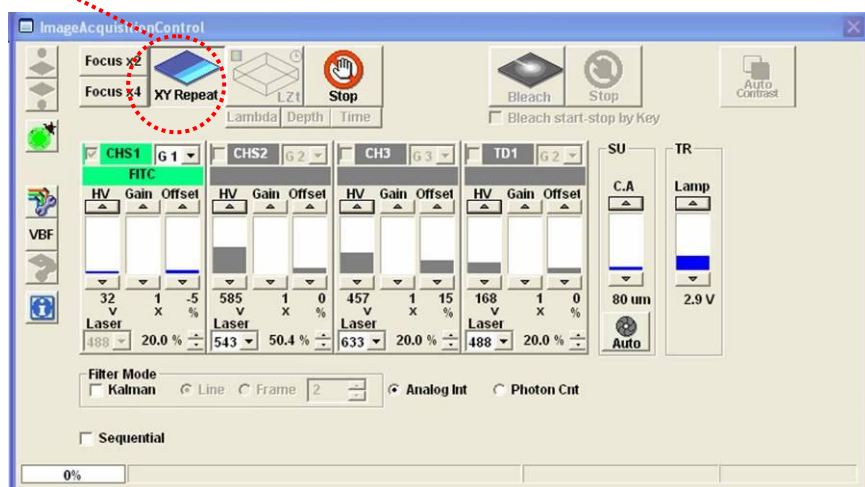 ImageAcquisitionControl
Focus x2
Focus x4
XY Repeat
LZt
Stop
Bleach
Stop
Auto
Contrast
Lambda Depth Time
Bleach start-stop by Key
CHS1 G 1
FITC
HV Gain Offset
32 1 -5
V X %
Laser
488 20.0 %
CHS2 G 2
HV Gain Offset
585 1 0
V X %
Laser
543 50.4 %
CH3 G 3
HV Gain Offset
457 1 15
V X %
Laser
633 20.0 %
TD1 G 2
HV Gain Offset
168 1 0
V X %
Laser
488 20.0 %
SU
C.A
80 um
Auto
TR
Lamp
2.9 V
VBF
Filter Mode
Kalman Line Frame 2
Analog Int Photon Cnt
Sequential
0%